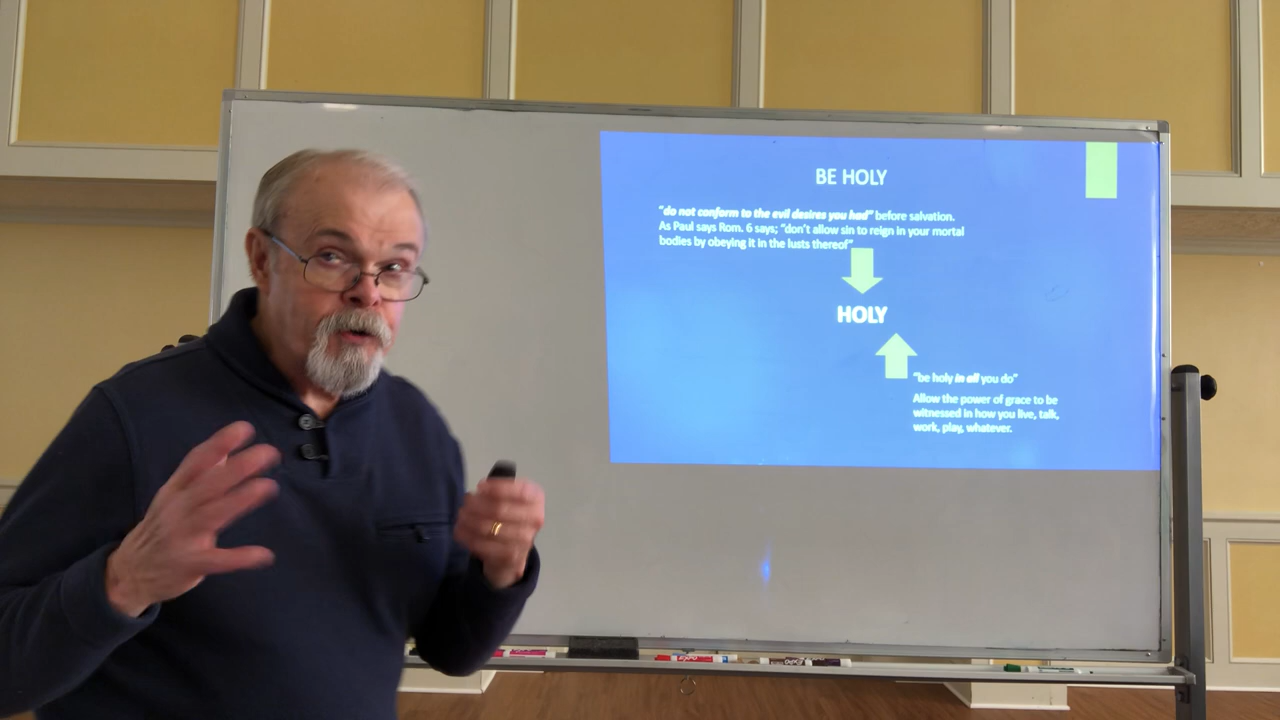 BE HOLY
"do not conform to the evil desires you had" before salvation.
As Paul says Rom. 6 says; "don't allow sin to reign in your mortal
bodies by obeying it in the lusts thereof"
HOLY
"be holy in all you do"
Allow the power of grace to be
witnessed in how you live, talk,
work, play, whatever.